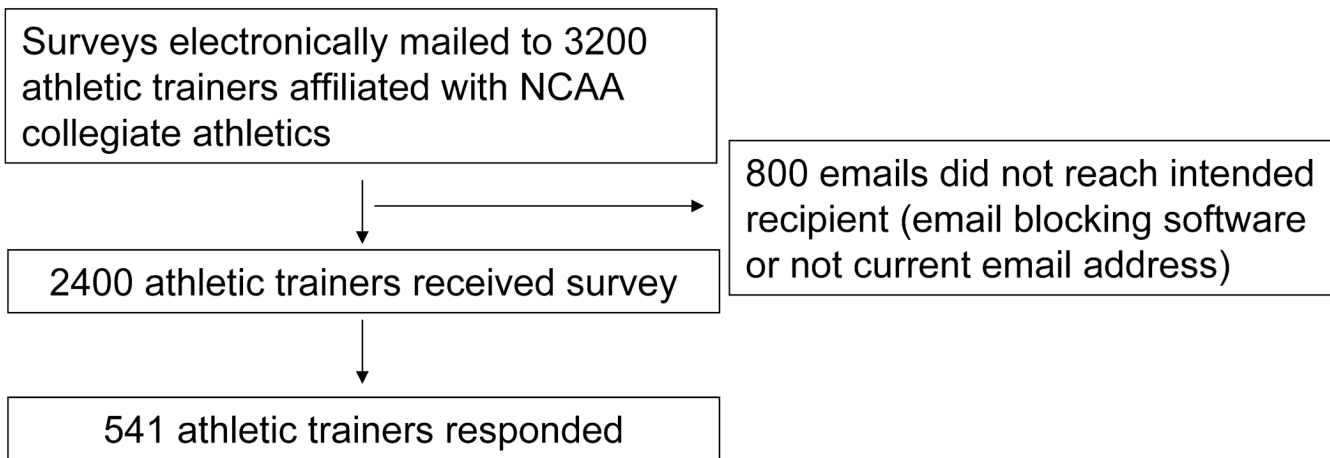 Surveys electronically mailed to 3200
athletic trainers affiliated with NCAA
collegiate athletics
800 emails did not reach intended
recipient (email blocking software
or not current email address)
2400 athletic trainers received survey
541 athletic trainers responded